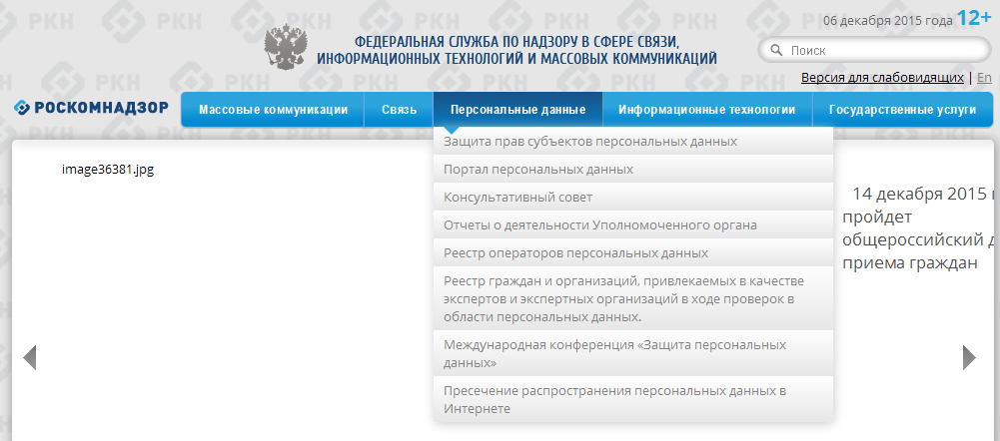 06 декабря 2015 года 12+
ФЕДЕРАЛЬНАЯ СЛУЖБА ПО НАДЗОРУ В СФЕРЕ СВЯЗИ,
ИНФОРМАЦИОННЫХ ТЕХНОЛОГИЙ И МАССОВЫХ КОММУНИКАЦИЙ
Поиск
Версия для слабовидящих | En
РОСКОМНАДЗОР
Массовые коммуникации
Связь
Персональные данные
Информационные технологии
Государственные услуги
Защита прав субъектов персональных данных
Портал персональных данных
Консультативный совет
Отчеты о деятельности Уполномоченного органа
Реестр операторов персональных данных
Реестр граждан и организаций, привлекаемых в качестве
экспертов и экспертных организаций в ходе проверок в
области персональных данных.
Международная конференция «Защита персональных
данных»
Пресечение распространения персональных данных в
Интернете
image36381.jpg
14 декабря 2015
пройдет
общероссийский
приема граждан